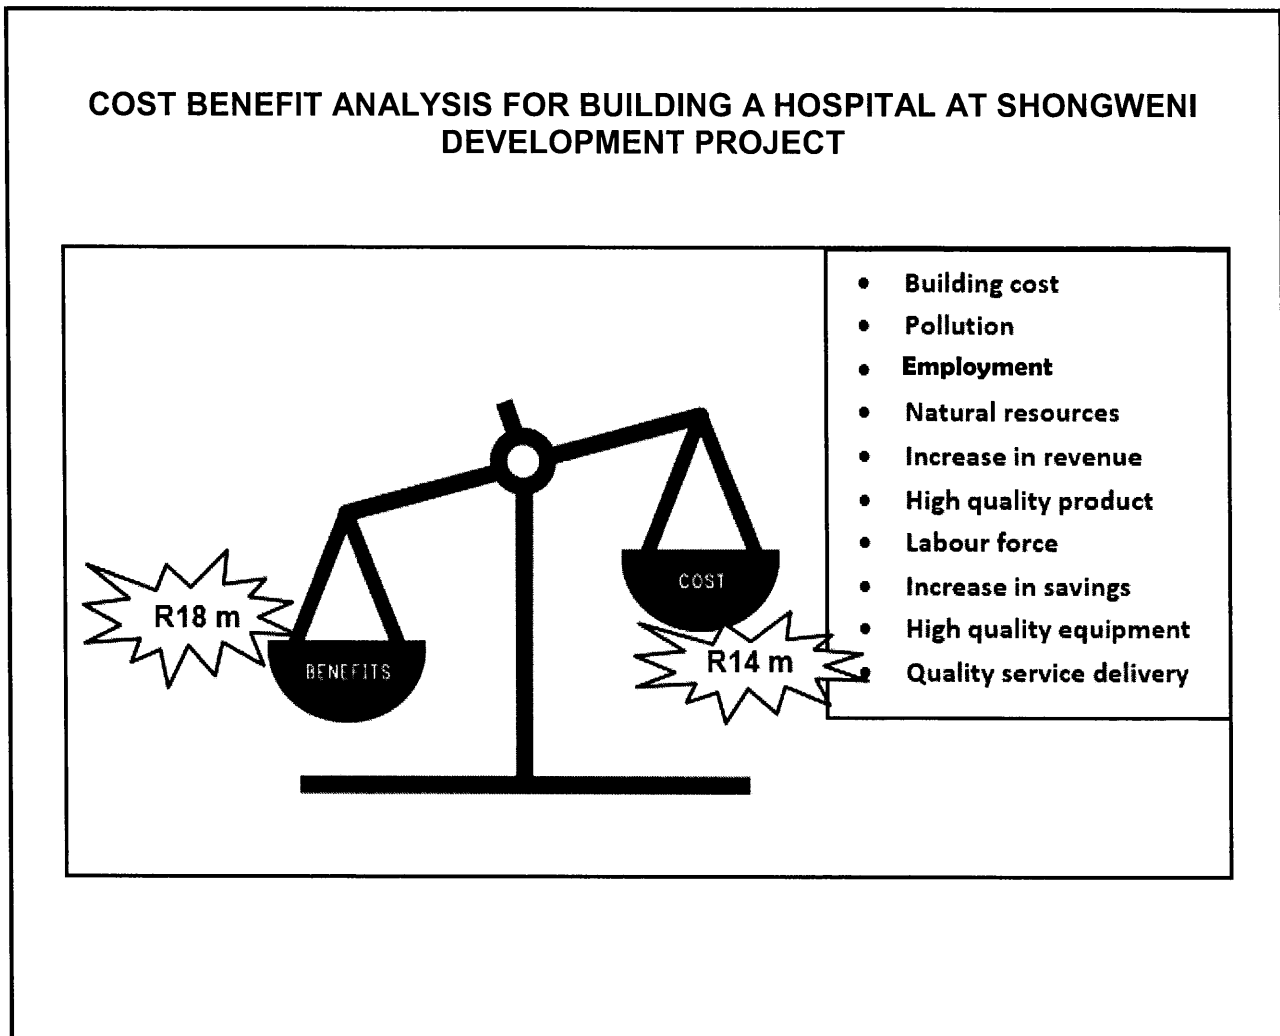 COST BENEFIT ANALYSIS FOR BUILDING A HOSPITAL AT SHONGWENI
DEVELOPMENT PROJECT
• Building cost
• Pollution
• Employment
• Natural resources
• Increase in revenue
• High quality product
• Labour force
• Increase in savings
• High quality equipment
• Quality service delivery
R18 m
BENEFITS
COST
R14 m